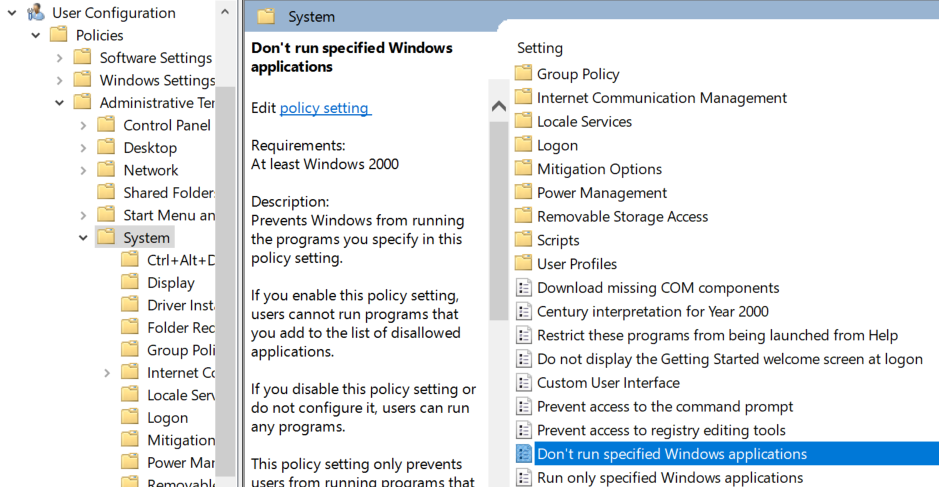 User Configuration
Policies
Software Settings
Windows Settings
Administrative Ter
Control Panel
Desktop
Network
Shared Folder
Start Menu an
System
Ctrl+Alt+D
Display
Driver Inst
Folder Rec
Group Poli
Internet Co
Locale Serv
Logon
Mitigation
Power Mar
Removabl
System
Don't run specified Windows
applications
Edit policy setting
Requirements:
At least Windows 2000
Description:
Prevents Windows from running
the programs you specify in this
policy setting.
If you enable this policy setting,
users cannot run programs that
you add to the list of disallowed
applications.
If you disable this policy setting or
do not configure it, users can run
any programs.
This policy setting only prevents
users from running programs that
Setting
Group Policy
Internet Communication Management
Locale Services
Logon
Mitigation Options
Power Management
Removable Storage Access
Scripts
User Profiles
Download missing COM components
Century interpretation for Year 2000
Restrict these programs from being launched from Help
Do not display the Getting Started welcome screen at logon
Custom User Interface
Prevent access to the command prompt
Prevent access to registry editing tools
Don't run specified Windows applications
Run only specified Windows applications